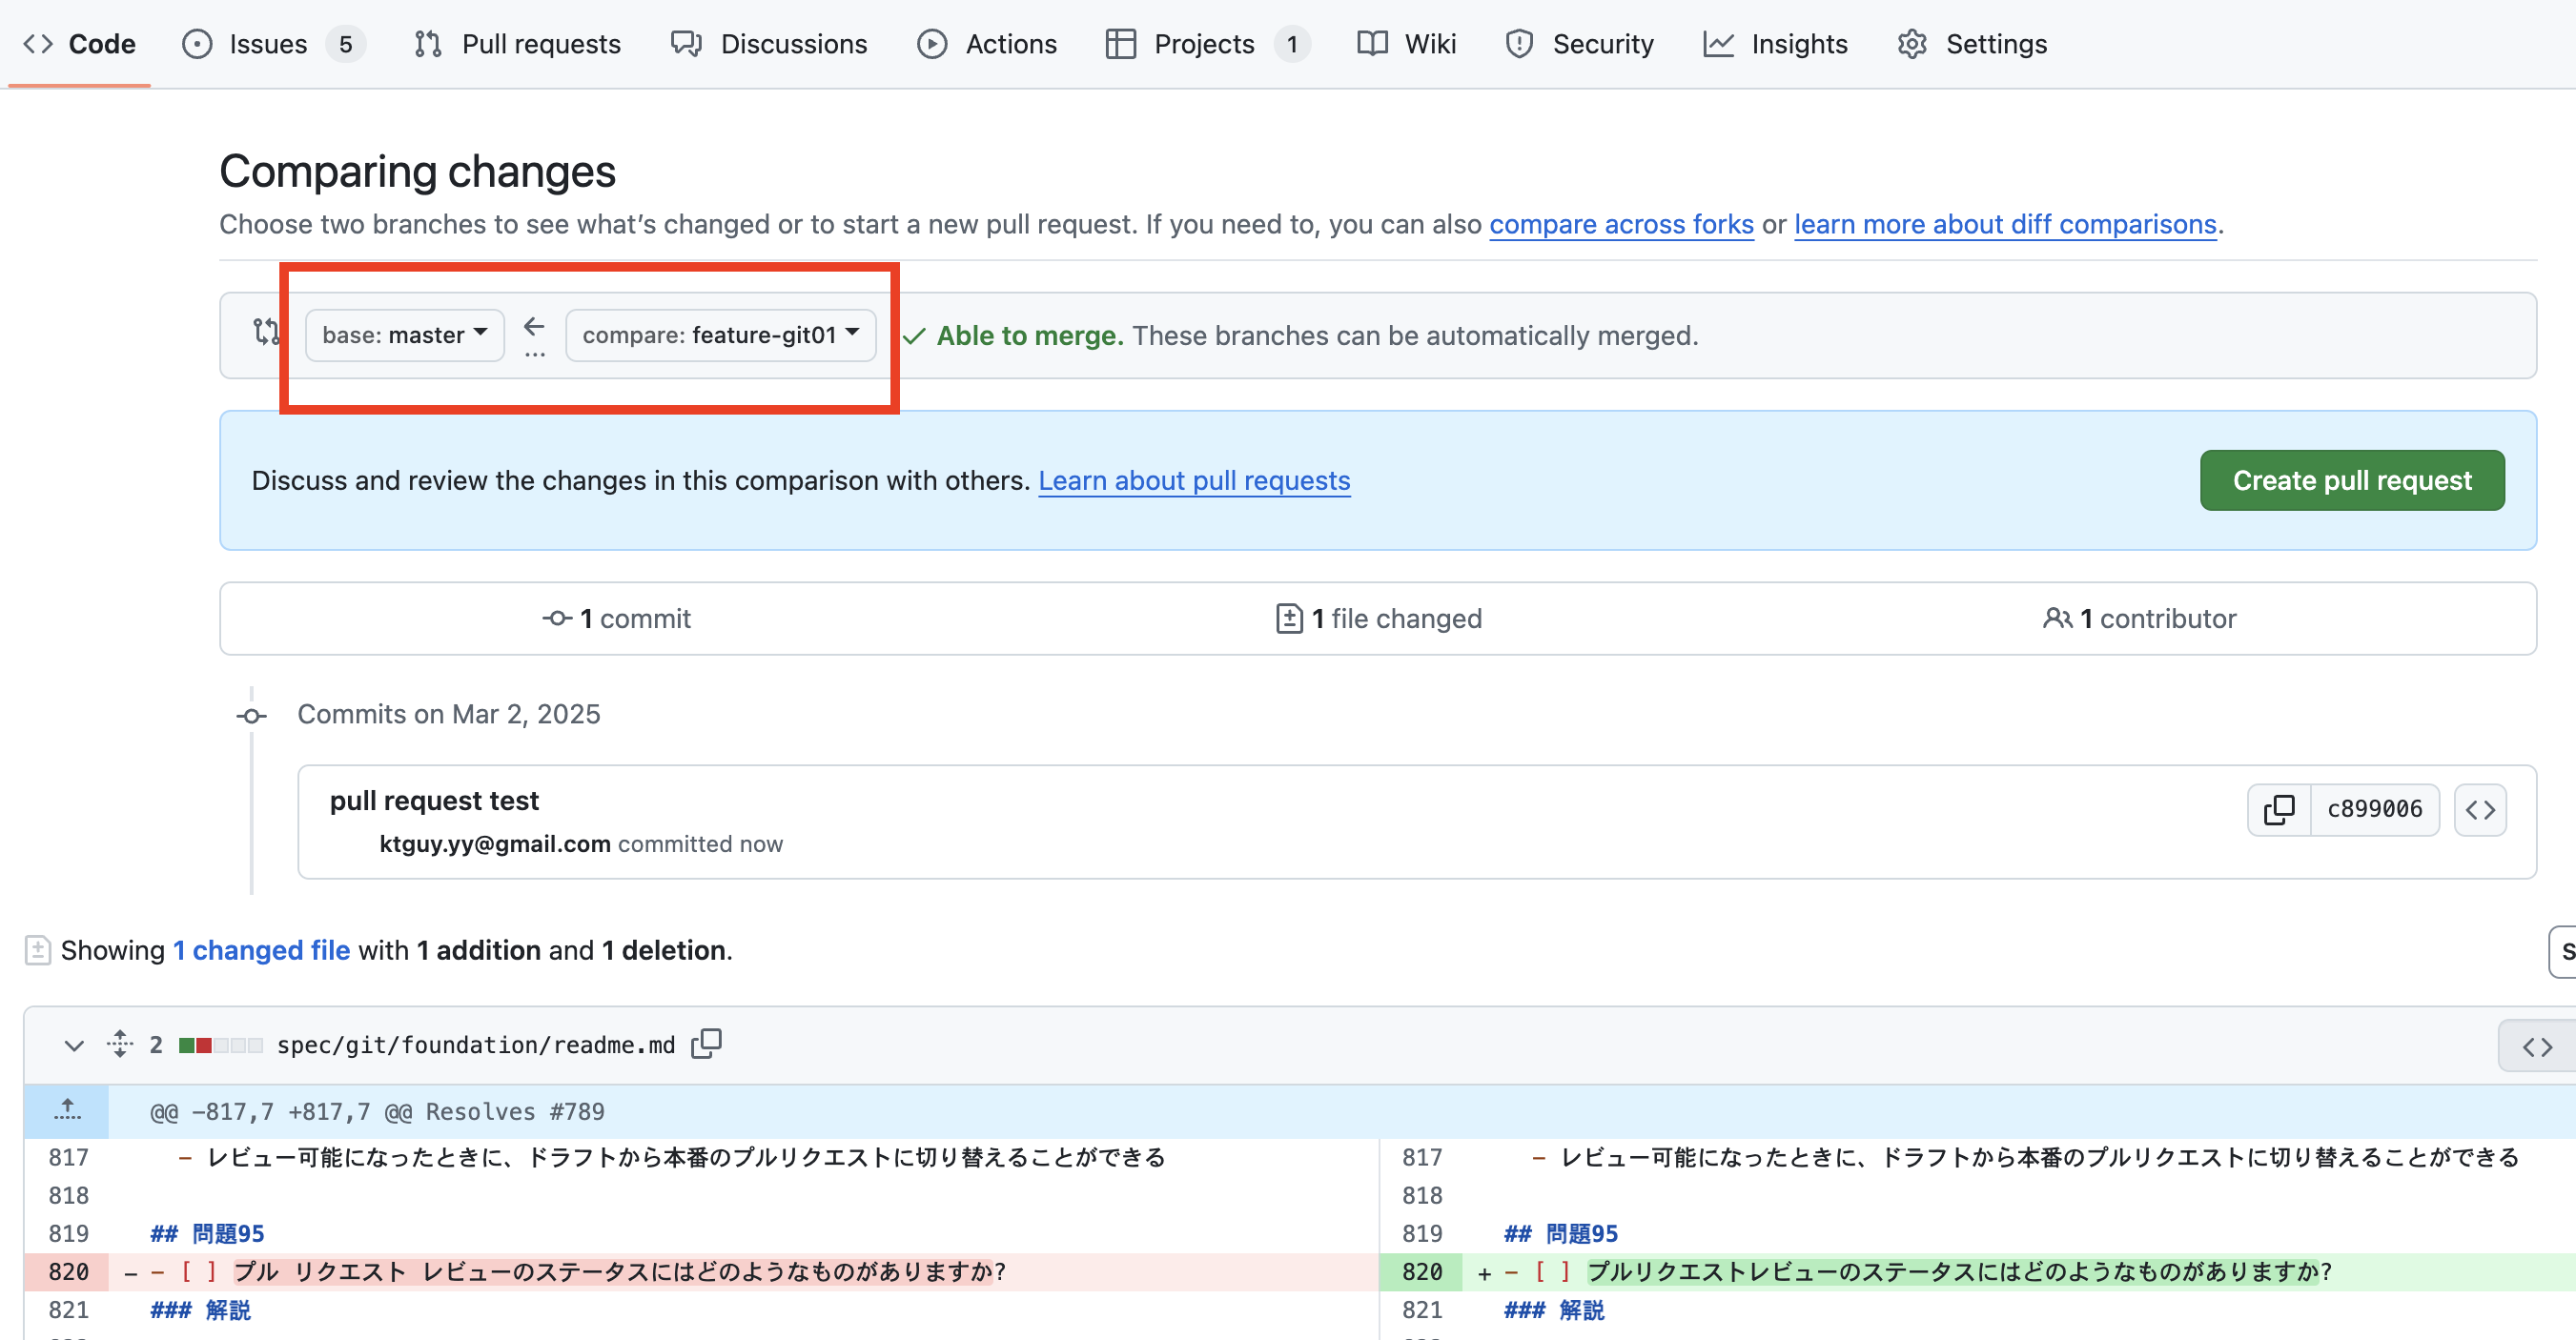 Code Issues 5 Pull requests Discussions Actions Projects 1 Wiki Security Insights Settings
Comparing changes
Choose two branches to see what’s changed or to start a new pull request. If you need to, you can also compare across forks or learn more about diff comparisons.
base: master ← ... compare: feature-git01 ✓ Able to merge. These branches can be automatically merged.
Discuss and review the changes in this comparison with others. Learn about pull requests Create pull request
1 commit 1 file changed 1 contributor
Commits on Mar 2, 2025
pull request test
c899006
ktguy.yy@gmail.com committed now
Showing 1 changed file with 1 addition and 1 deletion.
2 spec/git/foundation/readme.md
@@ -817,7 +817,7 @@ Resolves #789
817 - レビュー可能になったときに、ドラフトから本番のプルリクエストに切り替えることができる 817 - レビュー可能になったときに、ドラフトから本番のプルリクエストに切り替えることができる
818 818
819 ## 問題95 819 ## 問題95
820 - - [ ] プル リクエスト レビューのステータスにはどのようなものがありますか? 820 + - [ ] プルリクエストレビューのステータスにはどのようなものがありますか?
821 ### 解説 821 ### 解説